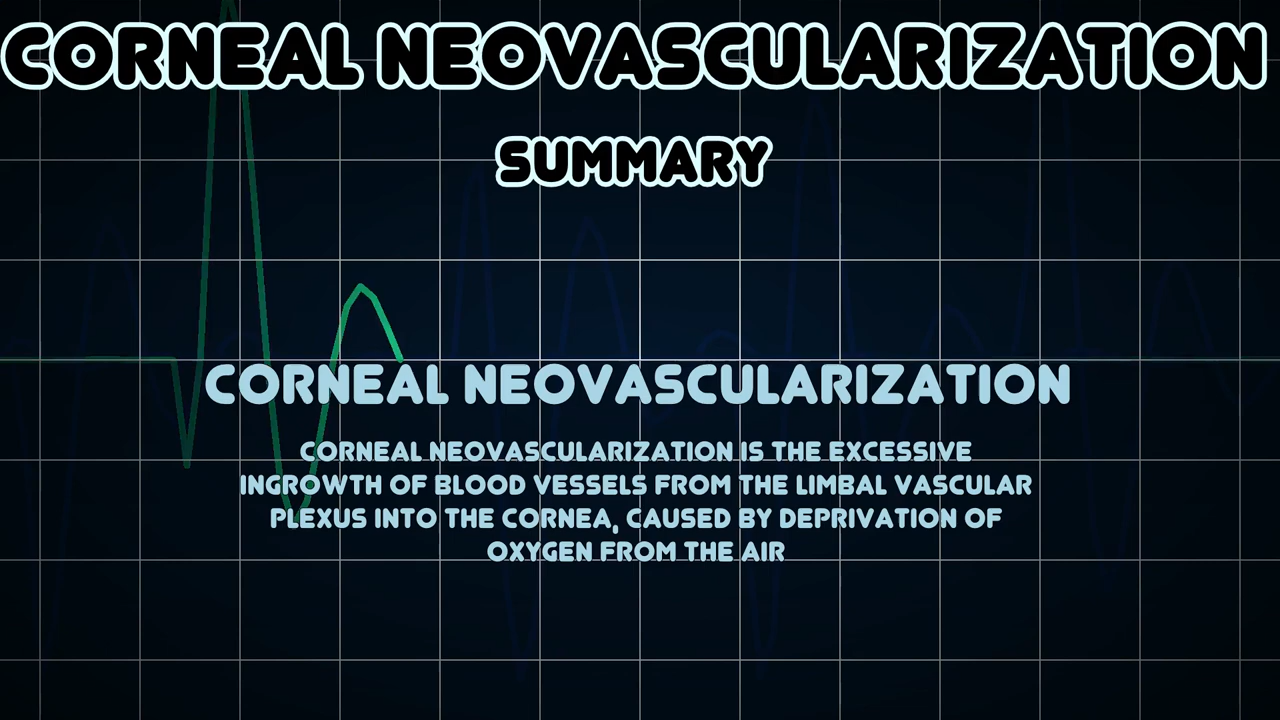 CORNEAL NEOVASCULARIZATION
SUMMARY
CORNEAL NEOVASCULARIZATION
CORNEAL NEOVASCULARIZATION IS THE EXCESSIVE
INGROWTH OF BLOOD VESSELS FROM THE LIMBAL VASCULAR
PLEXUS INTO THE CORNEA, CAUSED BY DEPRIVATION OF
OXYGEN FROM THE AIR